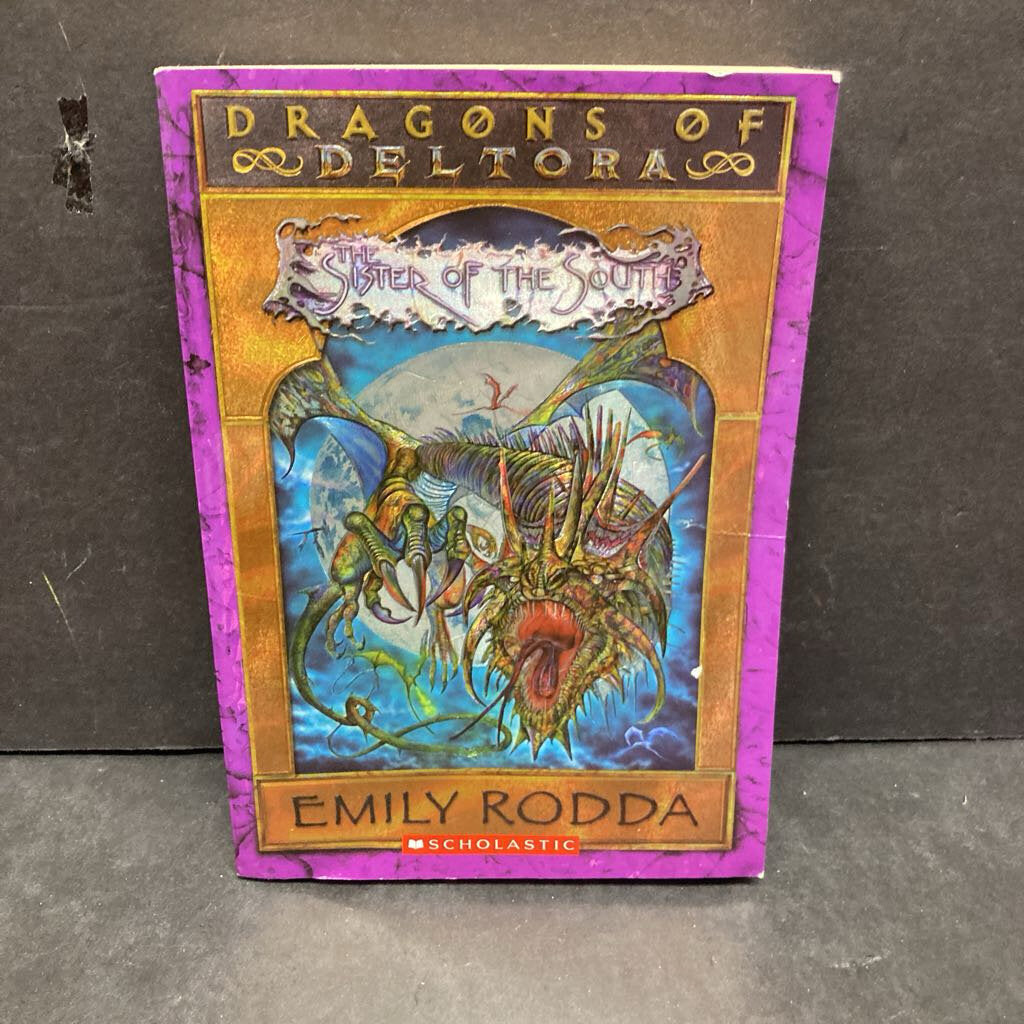 DRAGONS OF
DELTORA
THE
SISTER OF THE SOUTH
EMILY RODDA
SCHOLASTIC